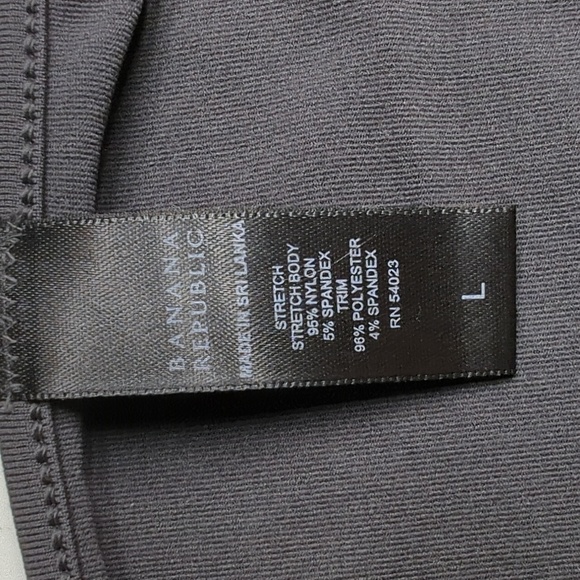 BANANA
REPUBLIC
MADE IN SRI LANKA
STRETCH
STRETCH BODY
95% NYLON
5% SPANDEX
TRIM
96% POLYESTER
4% SPANDEX
RN 54023
L